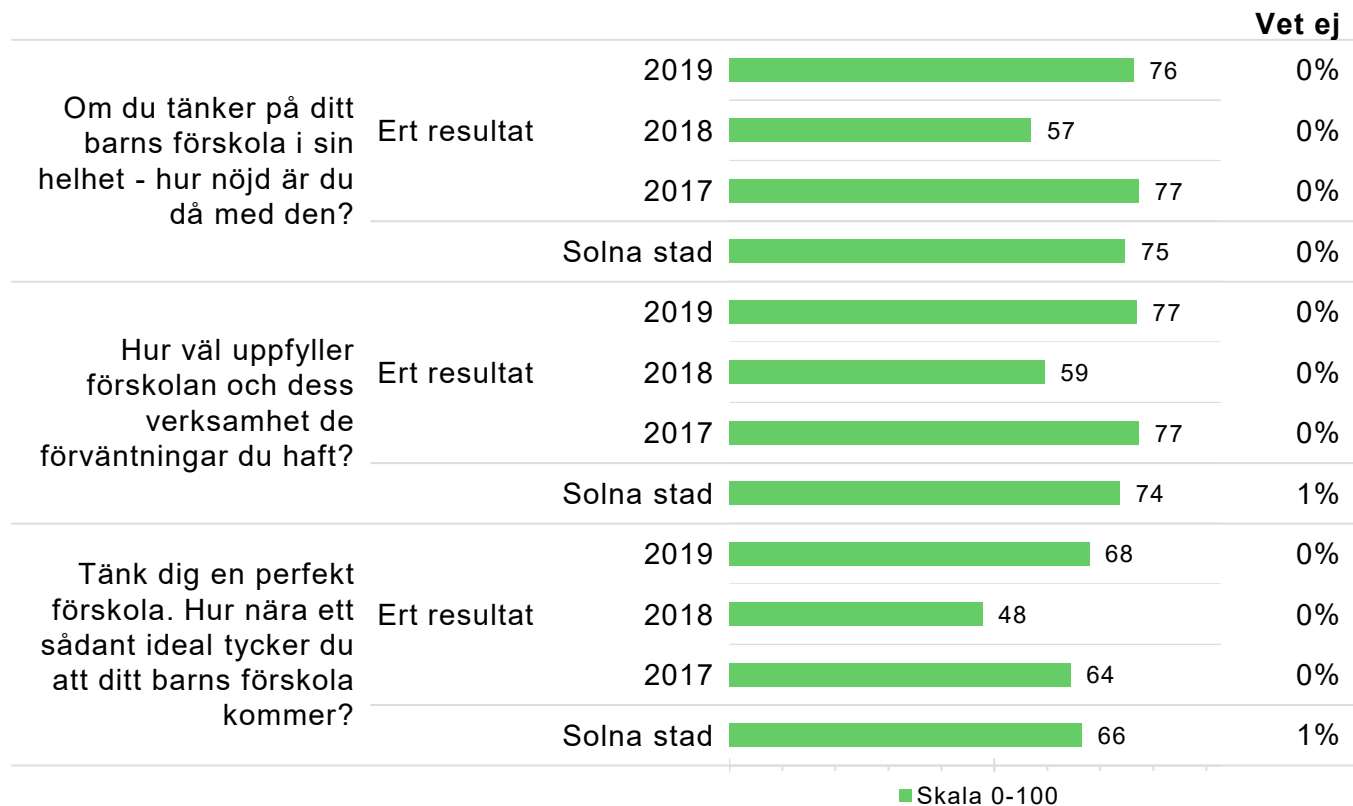 Vet ej
Om du tänker på ditt
barns förskola i sin
helhet - hur nöjd är du
då med den?
Ert resultat
2019 76 0%
2018 57 0%
2017 77 0%
Solna stad 75 0%
Hur väl uppfyller
förskolan och dess
verksamhet de
förväntningar du haft?
Ert resultat
2019 77 0%
2018 59 0%
2017 77 0%
Solna stad 74 1%
Tänk dig en perfekt
förskola. Hur nära ett
sådant ideal tycker du
att ditt barns förskola
kommer?
Ert resultat
2019 68 0%
2018 48 0%
2017 64 0%
Solna stad 66 1%
Skala 0-100